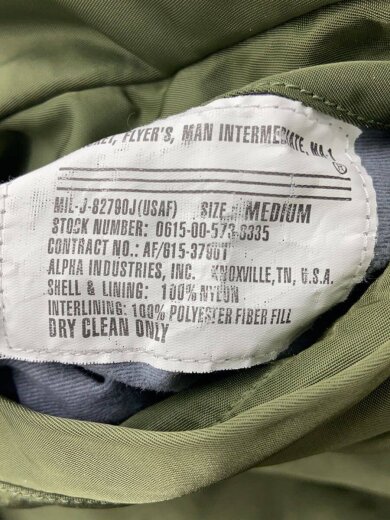 FLYER'S, MAN INTERMEDIATE, MA-1
®
MIL-J-82790J(USAF) SIZE: MEDIUM
STOCK NUMBER: 0615-00-573-3335
CONTRACT NO.: AF/615-37961
ALPHA INDUSTRIES, INC. KNOXVILLE,TN, U.S.A.
SHELL & LINING: 100% NYLON
INTERLINING: 100% POLYESTER FIBER FILL
DRY CLEAN ONLY